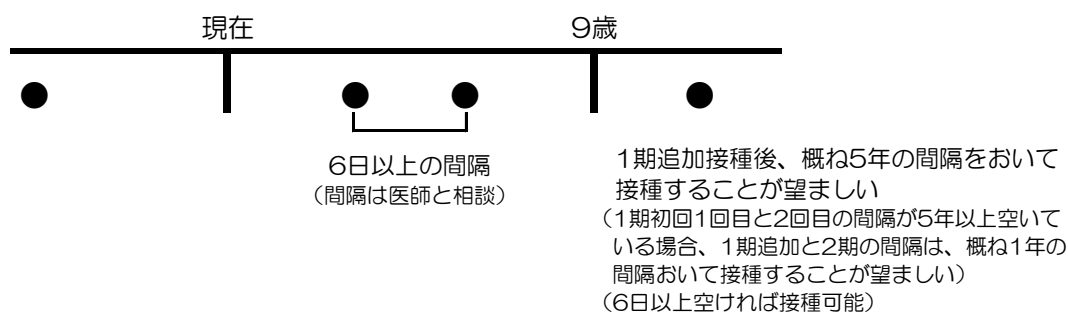 現在
9歳
6日以上の間隔
（間隔は医師と相談）
1期追加接種後、概ね5年の間隔をおいて
接種することが望ましい
（1期初回1回目と2回目の間隔が5年以上空いて
いる場合、1期追加と2期の間隔は、概ね1年の
間隔おいて接種することが望ましい）
（6日以上空ければ接種可能）